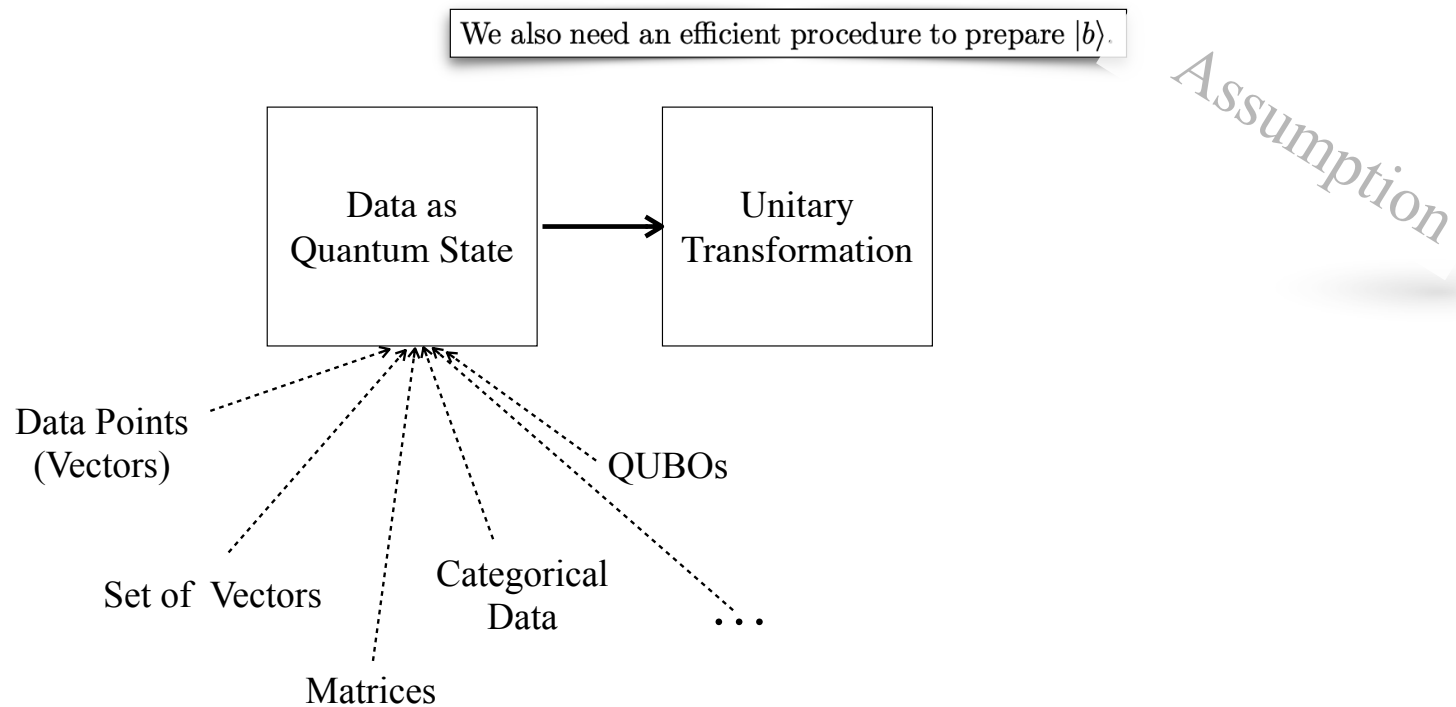 We also need an efficient procedure to prepare |b⟩.
Assumption
Data as
Quantum State
Unitary
Transformation
Data Points
(Vectors)
QUBOs
Set of Vectors
Categorical
Data
...
Matrices